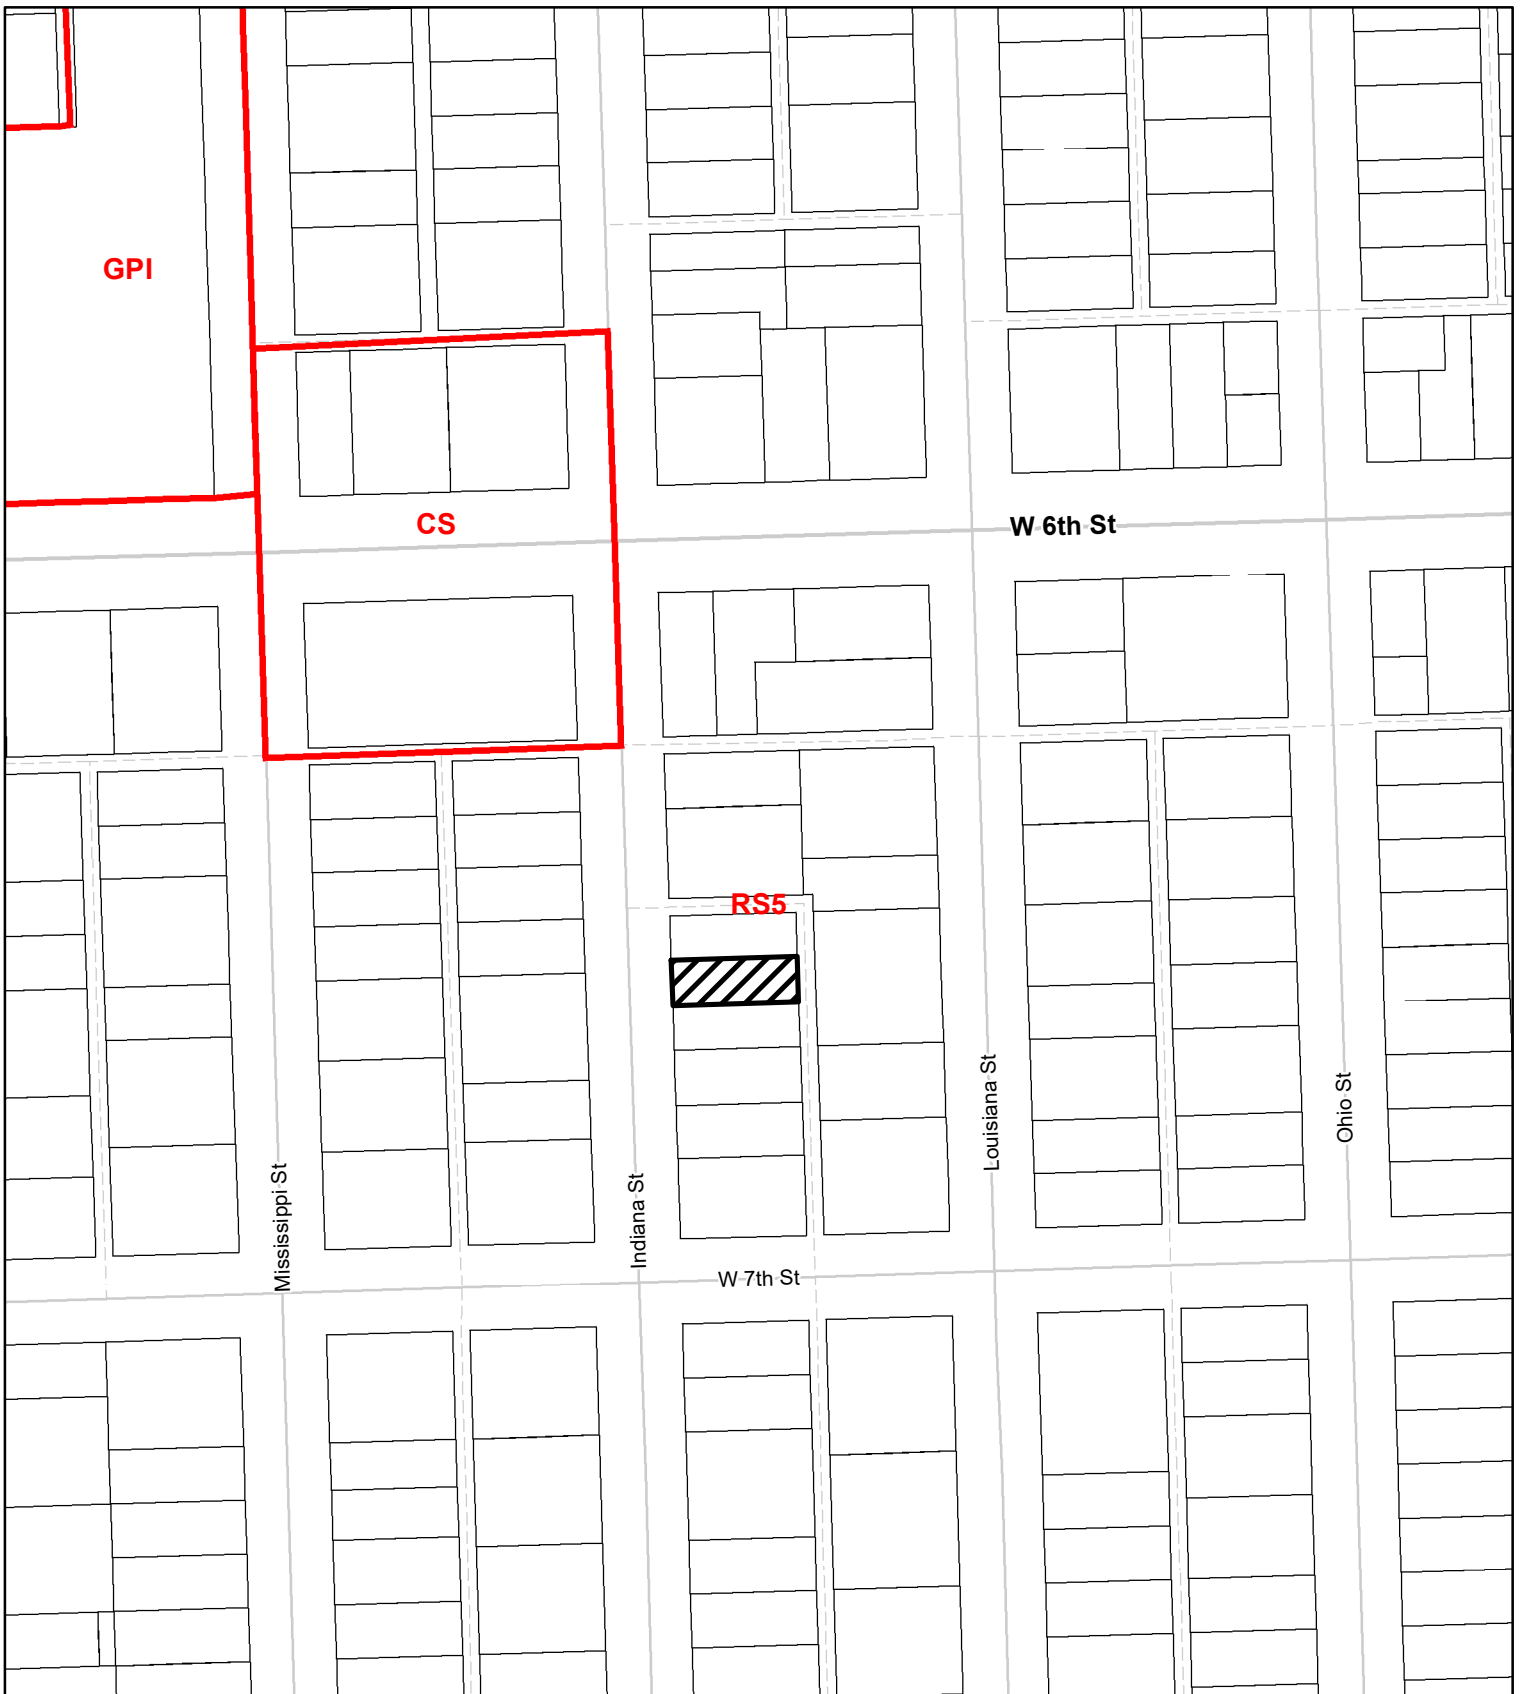 GPI
CS
W 6th St
RS5
Louisiana St
Ohio St
Mississippi St
Indiana St
W 7th St